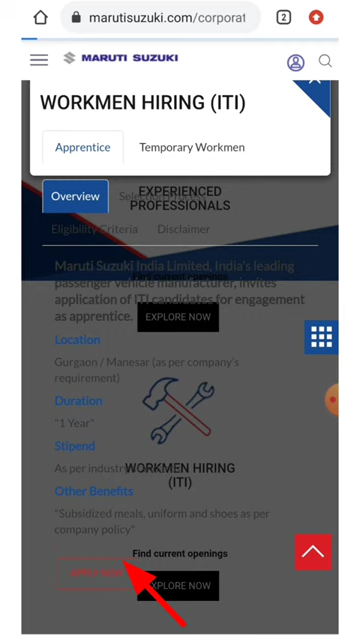 marutisuzuki.com/corporat
2
MARUTI SUZUKI
WORKMEN HIRING (ITI)
Apprentice
Temporary Workmen
Overview
EXPERIENCED
PROFESSIONALS
Eligibility Criteria
Disclaimer
Maruti Suzuki India Limited, India's leading
passenger vehicle manufacturer, invites
application of ITI candidates for engagement
as apprentice.
EXPLORE NOW
Location
Gurgaon / Manesar (as per company's
requirement)
Duration
"1 Year"
Stipend
As per industry
WORKMEN HIRING
(ITI)
Other Benefits
"Subsidized meals, uniform and shoes as per
company policy"
Find current openings
APPLY NOW
EXPLORE NOW